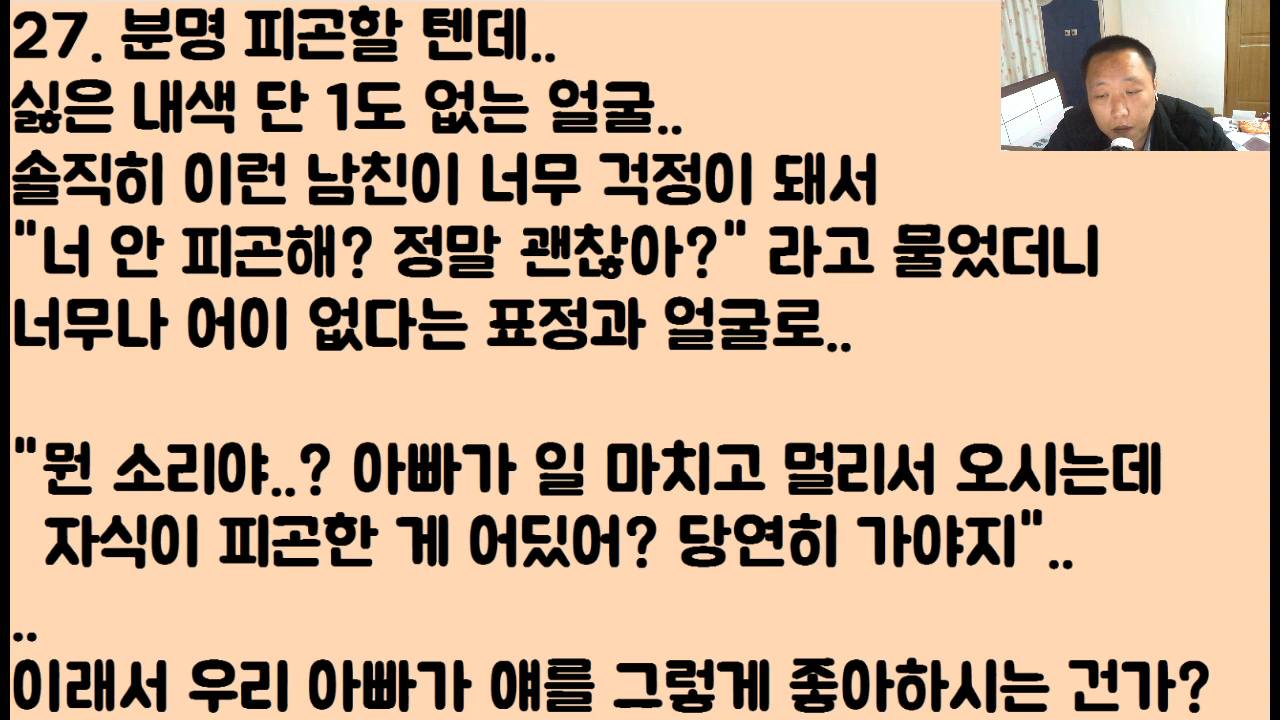 27. 분명 피곤할 텐데..
싫은 내색 단 1도 없는 얼굴..
솔직히 이런 남친이 너무 걱정이 돼서
"너 안 피곤해? 정말 괜찮아?" 라고 물었더니
너무나 어이 없다는 표정과 얼굴로..
"뭔 소리야..? 아빠가 일 마치고 멀리서 오시는데
자식이 피곤한 게 어딨어? 당연히 가야지"..
..
이래서 우리 아빠가 얘를 그렇게 좋아하시는 건가?